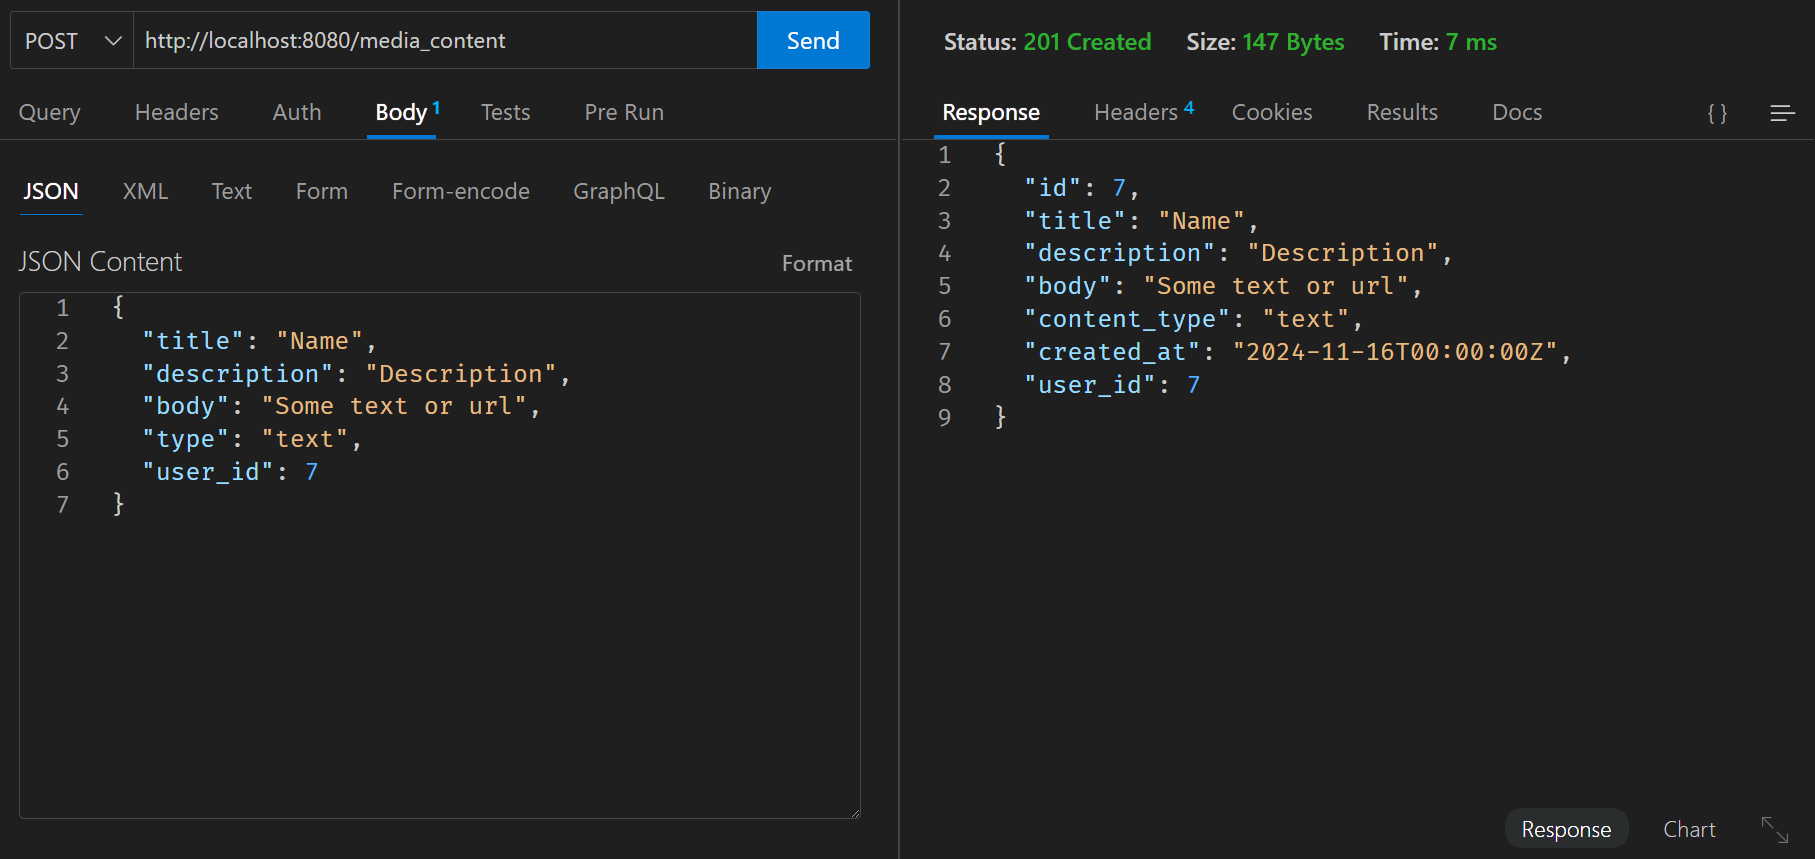 POST http://localhost:8080/media_content Send
Query Headers Auth Body 1 Tests Pre Run
JSON XML Text Form Form-encode GraphQL Binary
JSON Content Format
1 {
2 "title": "Name",
3 "description": "Description",
4 "body": "Some text or url",
5 "type": "text",
6 "user_id": 7
7 }
Status: 201 Created Size: 147 Bytes Time: 7 ms
Response Headers 4 Cookies Results Docs { }
1 {
2 "id": 7,
3 "title": "Name",
4 "description": "Description",
5 "body": "Some text or url",
6 "content_type": "text",
7 "created_at": "2024-11-16T00:00:00Z",
8 "user_id": 7
9 }
Response Chart